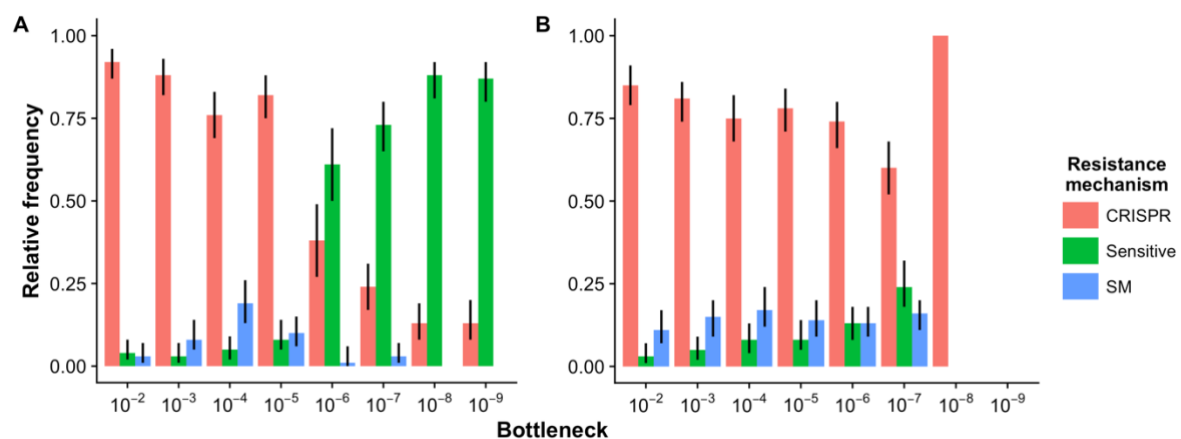 A
B
Relative frequency
1.00
0.75
0.50
0.25
0.00
1.00
0.75
0.50
0.25
0.00
10⁻² 10⁻³ 10⁻⁴ 10⁻⁵ 10⁻⁶ 10⁻⁷ 10⁻⁸ 10⁻⁹
10⁻² 10⁻³ 10⁻⁴ 10⁻⁵ 10⁻⁶ 10⁻⁷ 10⁻⁸ 10⁻⁹
Bottleneck
Resistance
mechanism
CRISPR
Sensitive
SM